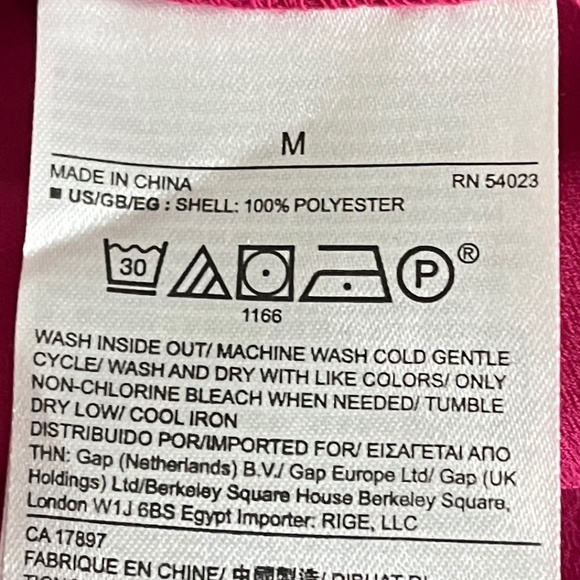 M
MADE IN CHINA RN 54023
■ US/GB/EG : SHELL: 100% POLYESTER
30 P ®
1166
WASH INSIDE OUT/ MACHINE WASH COLD GENTLE
CYCLE/ WASH AND DRY WITH LIKE COLORS/ ONLY
NON-CHLORINE BLEACH WHEN NEEDED/ TUMBLE
DRY LOW/ COOL IRON
DISTRIBUIDO POR/IMPORTED FOR/ ΕΙΣΑΓΕΤΑΙ ΑΠΟ
THN: Gap (Netherlands) B.V./ Gap Europe Ltd/ Gap (UK
Holdings) Ltd/Berkeley Square House Berkeley Square,
London W1J 6BS Egypt Importer: RIGE, LLC
CA 17897
FABRIQUE EN CHINE/ 中國製造/ DIBUAT DI